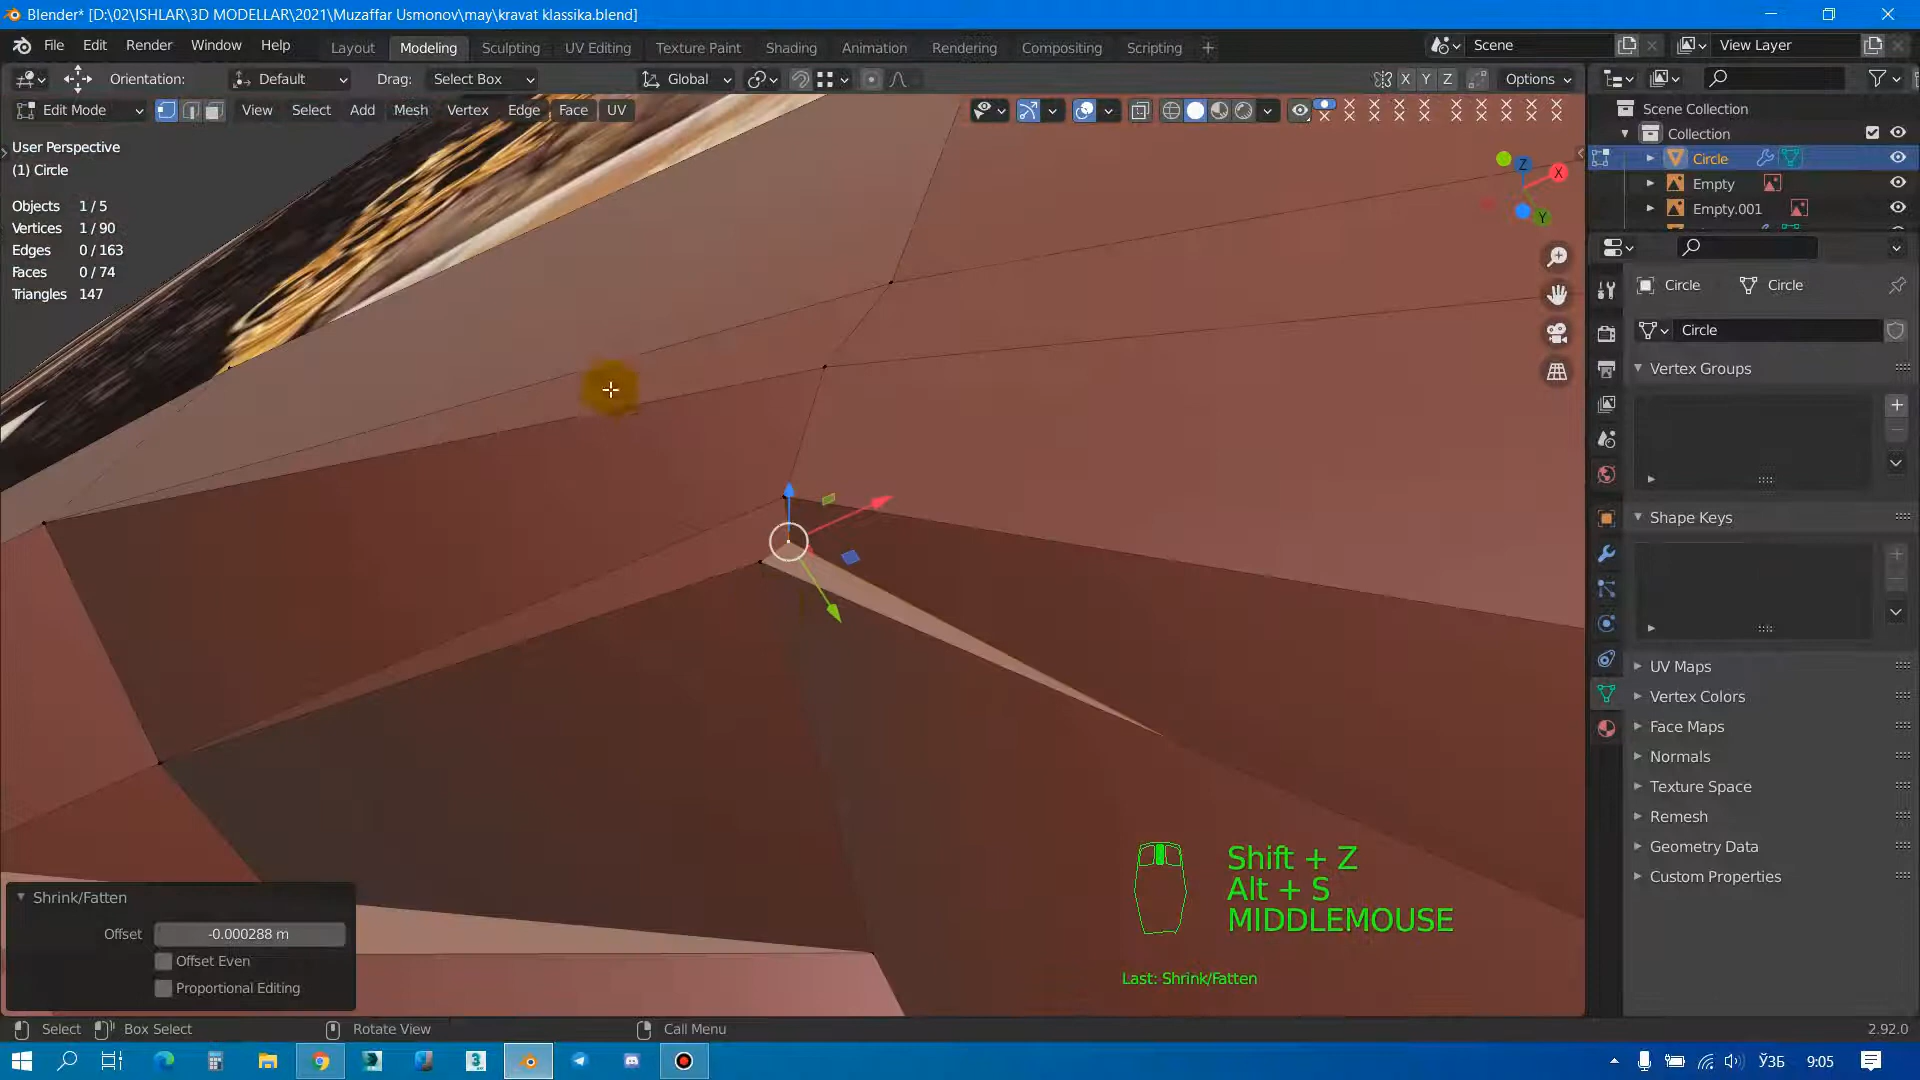 Blender* [D:\02\ISHLAR\3D MODELLAR\2021\Muzaffar Usmonov\may\kravat klassika.blend]
File Edit Render Window Help
Layout Modeling Sculpting UV Editing Texture Paint Shading Animation Rendering Compositing Scripting
Scene
View Layer
Orientation: Default Drag: Select Box
Global
X Y Z Options
Edit Mode View Select Add Mesh Vertex Edge Face UV
User Perspective
(1) Circle
Objects 1 / 5
Vertices 1 / 90
Edges 0 / 163
Faces 0 / 74
Triangles 147
Z
X
Y
Scene Collection
Collection
Circle
Empty
Empty.001
Circle Circle
Circle
Vertex Groups
Shape Keys
UV Maps
Vertex Colors
Face Maps
Normals
Texture Space
Remesh
Geometry Data
Custom Properties
Shift + Z
Alt + S
MIDDLEMOUSE
Last: Shrink/Fatten
Shrink/Fatten
Offset -0.000288 m
Offset Even
Proportional Editing
Select Box Select Rotate View Call Menu 2.92.0
ЎЗБ 9:05